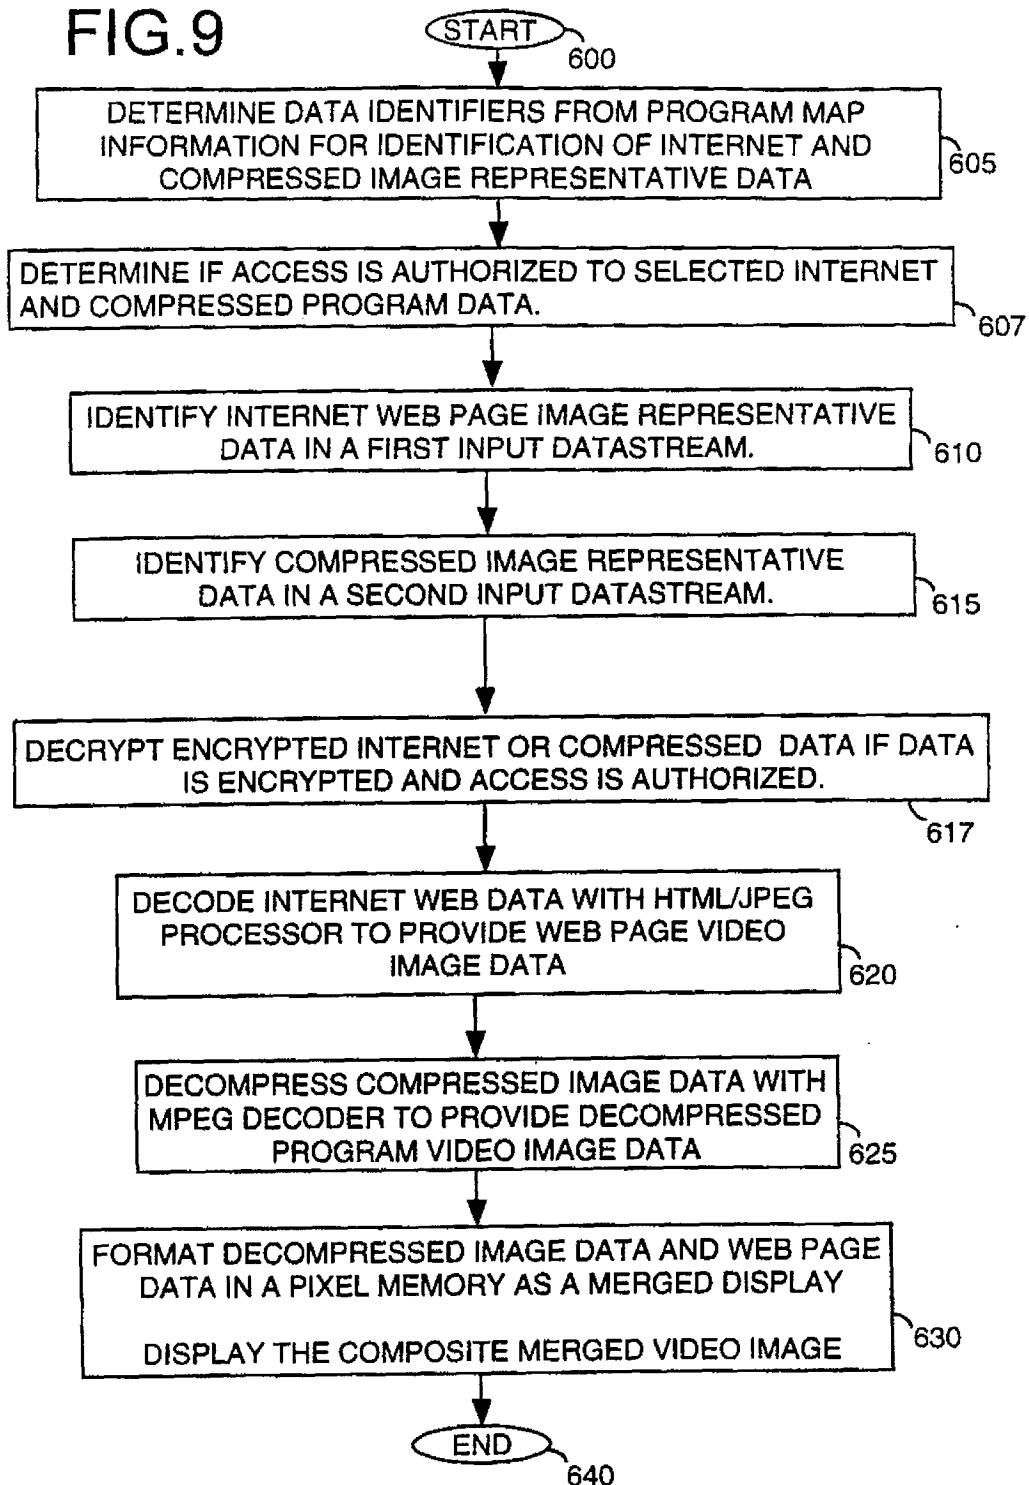 FIG.9
START
600
DETERMINE DATA IDENTIFIERS FROM PROGRAM MAP
INFORMATION FOR IDENTIFICATION OF INTERNET AND
COMPRESSED IMAGE REPRESENTATIVE DATA
605
DETERMINE IF ACCESS IS AUTHORIZED TO SELECTED INTERNET
AND COMPRESSED PROGRAM DATA.
607
IDENTIFY INTERNET WEB PAGE IMAGE REPRESENTATIVE
DATA IN A FIRST INPUT DATASTREAM.
610
IDENTIFY COMPRESSED IMAGE REPRESENTATIVE
DATA IN A SECOND INPUT DATASTREAM.
615
DECRYPT ENCRYPTED INTERNET OR COMPRESSED DATA IF DATA
IS ENCRYPTED AND ACCESS IS AUTHORIZED.
617
DECODE INTERNET WEB DATA WITH HTML/JPEG
PROCESSOR TO PROVIDE WEB PAGE VIDEO
IMAGE DATA
620
DECOMPRESS COMPRESSED IMAGE DATA WITH
MPEG DECODER TO PROVIDE DECOMPRESSED
PROGRAM VIDEO IMAGE DATA
625
FORMAT DECOMPRESSED IMAGE DATA AND WEB PAGE
DATA IN A PIXEL MEMORY AS A MERGED DISPLAY
DISPLAY THE COMPOSITE MERGED VIDEO IMAGE
630
END
640